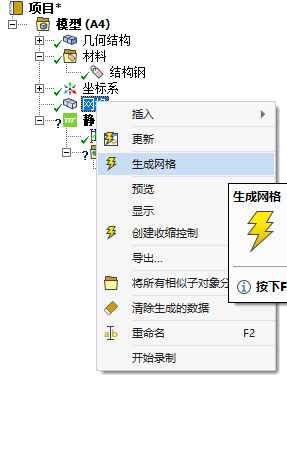 项目*
模型 (A4)
几何结构
材料
结构钢
坐标系
网格
静
插入
更新
生成网格
预览
显示
创建收缩控制
导出...
将所有相似子对象分
清除生成的数据
重命名 F2
开始录制
生成网格
按下F